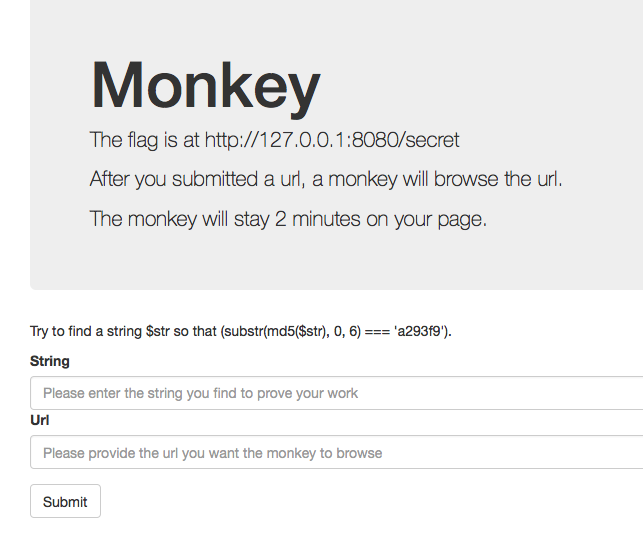 Monkey
The flag is at http://127.0.0.1:8080/secret
After you submitted a url, a monkey will browse the url.
The monkey will stay 2 minutes on your page.
Try to find a string $str so that (substr(md5($str), 0, 6) === 'a293f9').
String
Please enter the string you find to prove your work
Url
Please provide the url you want the monkey to browse
Submit